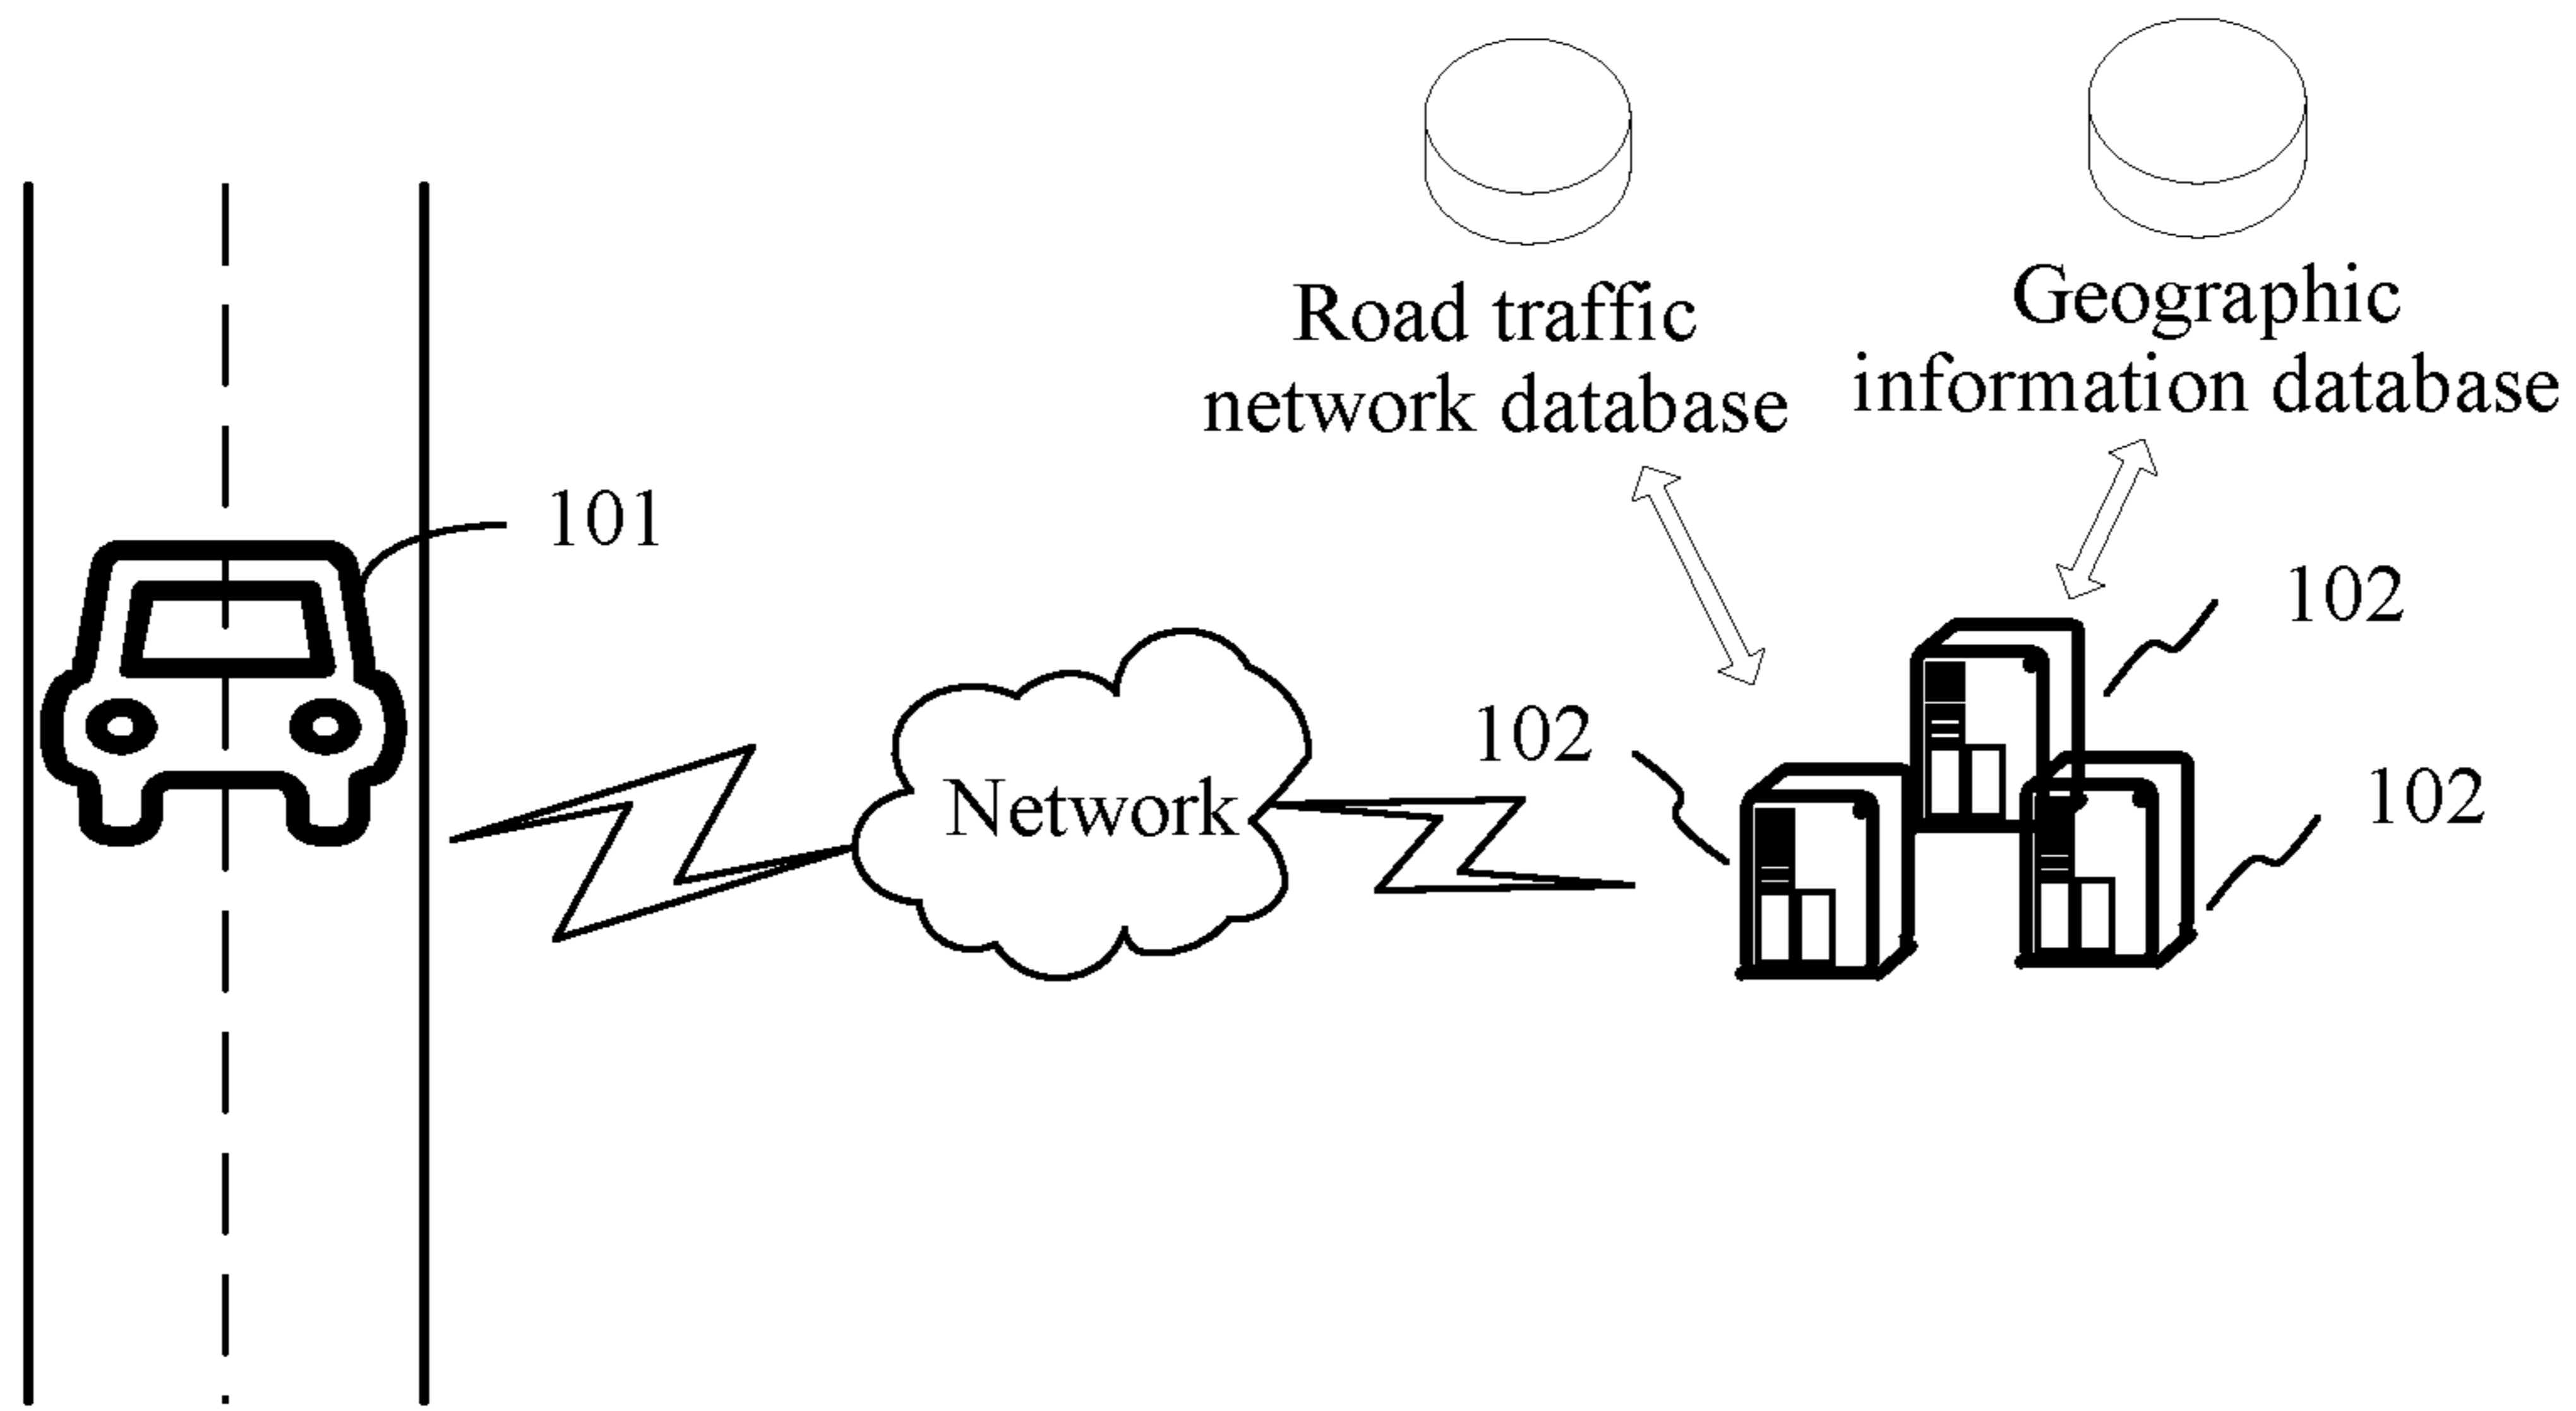 Road traffic
network database
Geographic
information database
101
102
102
Network
102